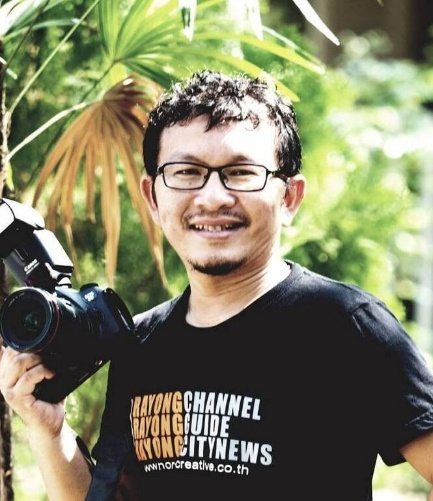 Canon
RAYONG CHANNEL
RAYONG GUIDE
RAYONG CITYNEWS
www.norcreative.co.th